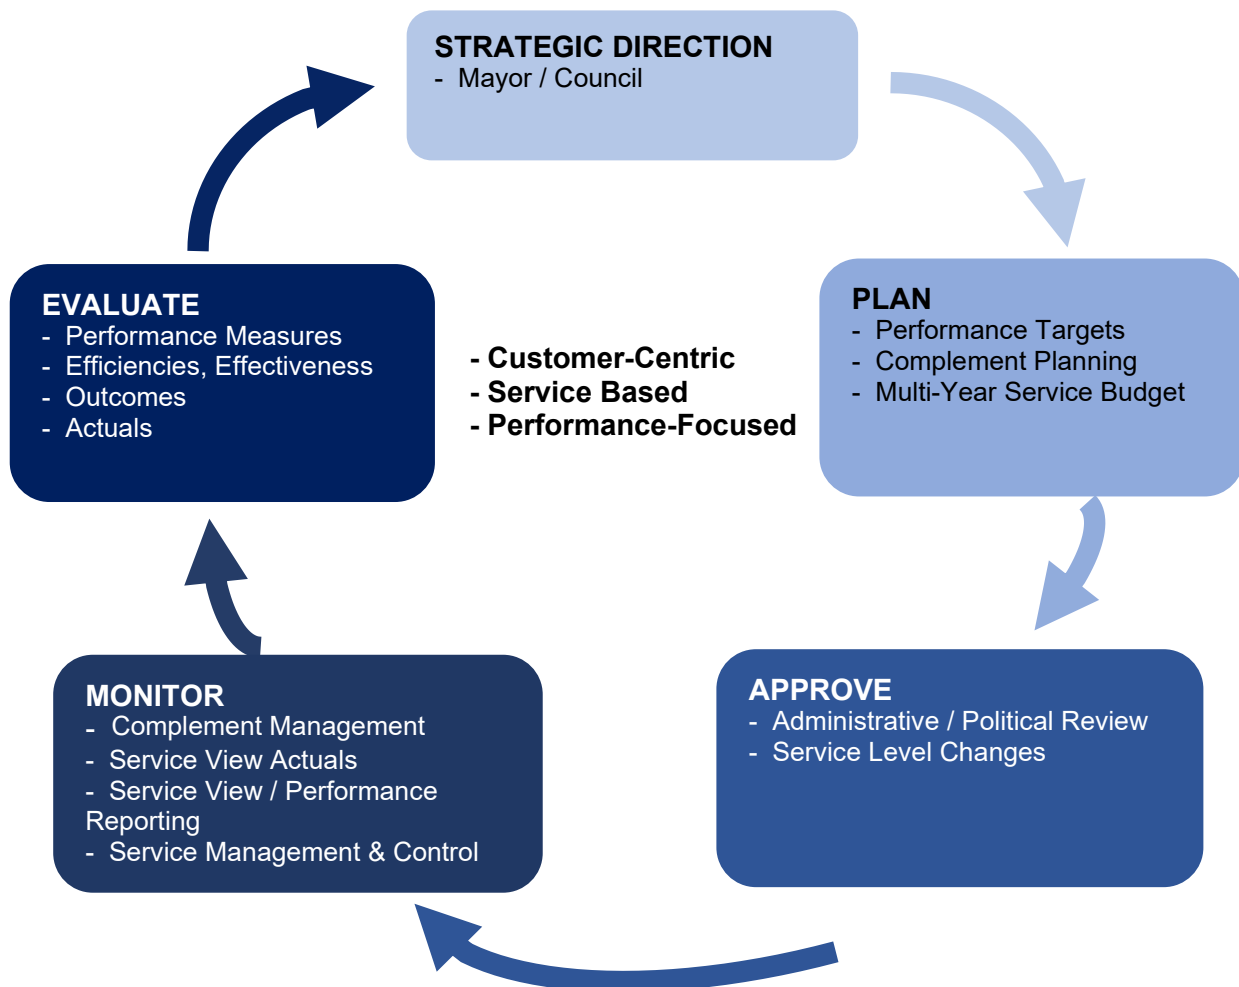 STRATEGIC DIRECTION
- Mayor / Council
PLAN
- Performance Targets
- Complement Planning
- Multi-Year Service Budget
APPROVE
- Administrative / Political Review
- Service Level Changes
MONITOR
- Complement Management
- Service View Actuals
- Service View / Performance
Reporting
- Service Management & Control
EVALUATE
- Performance Measures
- Efficiencies, Effectiveness
- Outcomes
- Actuals
- Customer-Centric
- Service Based
- Performance-Focused